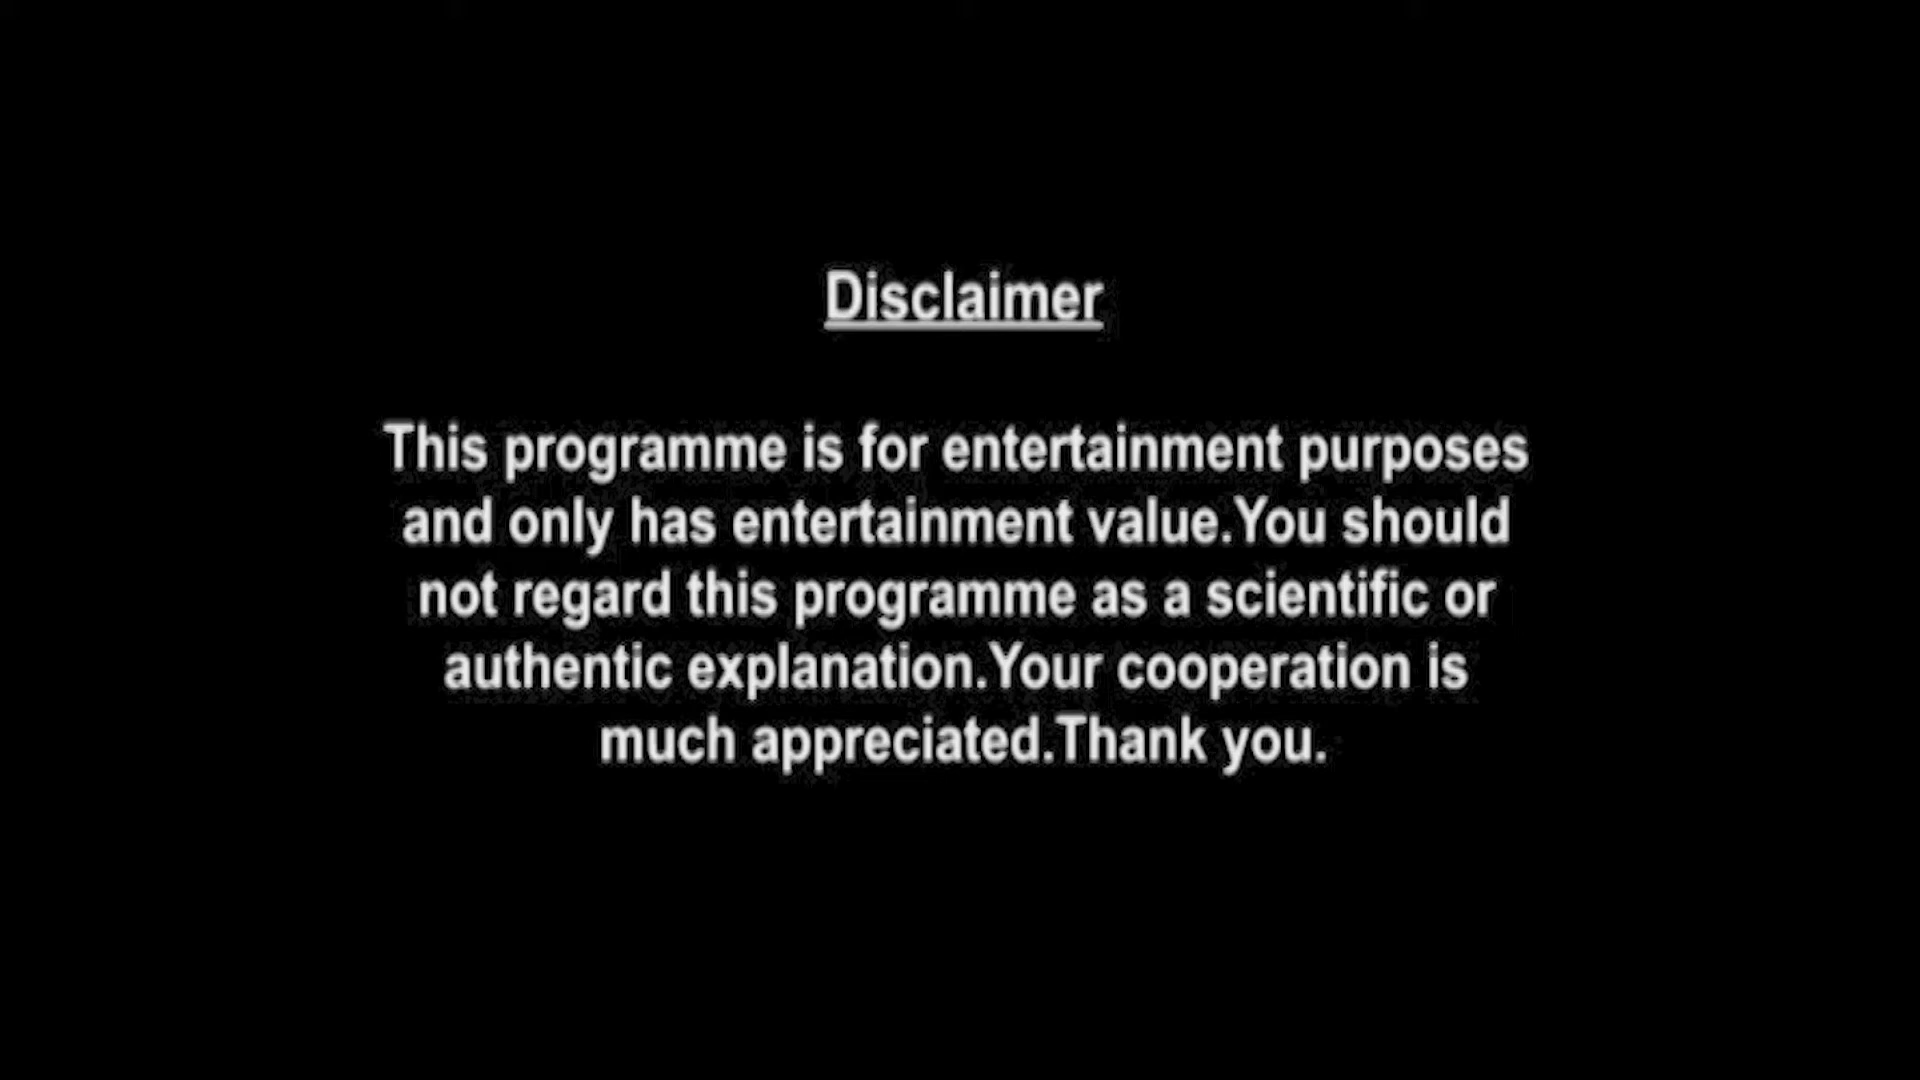 Disclaimer
This programme is for entertainment purposes
and only has entertainment value.You should
not regard this programme as a scientific or
authentic explanation.Your cooperation is
much appreciated.Thank you.